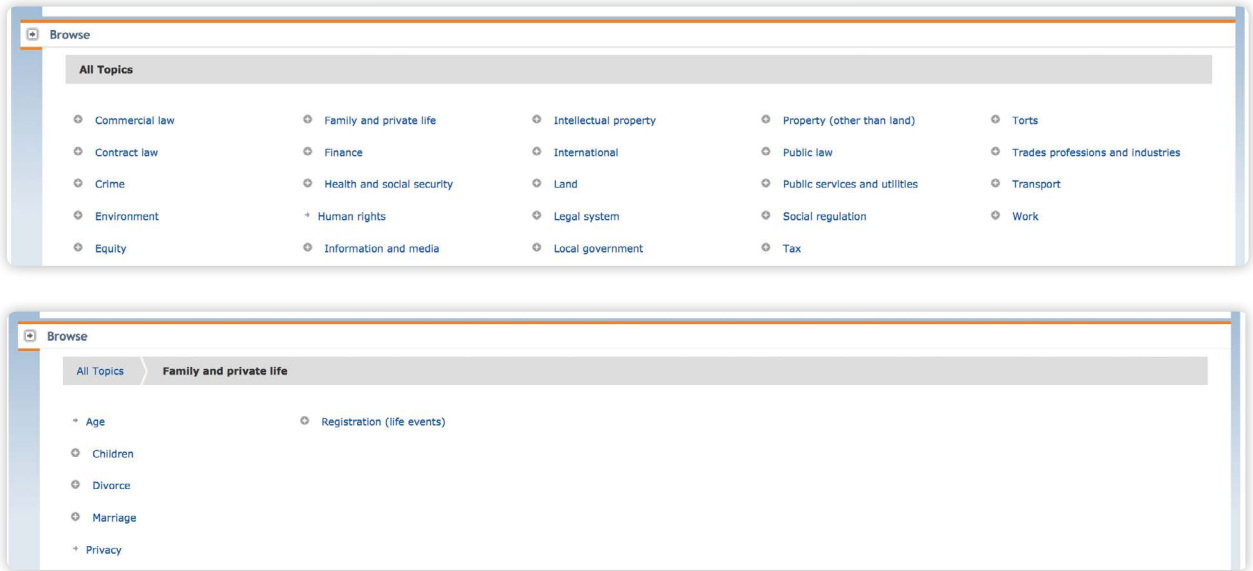 Browse
All Topics
Commercial law Family and private life Intellectual property Property (other than land) Torts
Contract law Finance International Public law Trades professions and industries
Crime Health and social security Land Public services and utilities Transport
Environment Human rights Legal system Social regulation Work
Equity Information and media Local government Tax
Browse
All Topics Family and private life
Age Registration (life events)
Children
Divorce
Marriage
Privacy